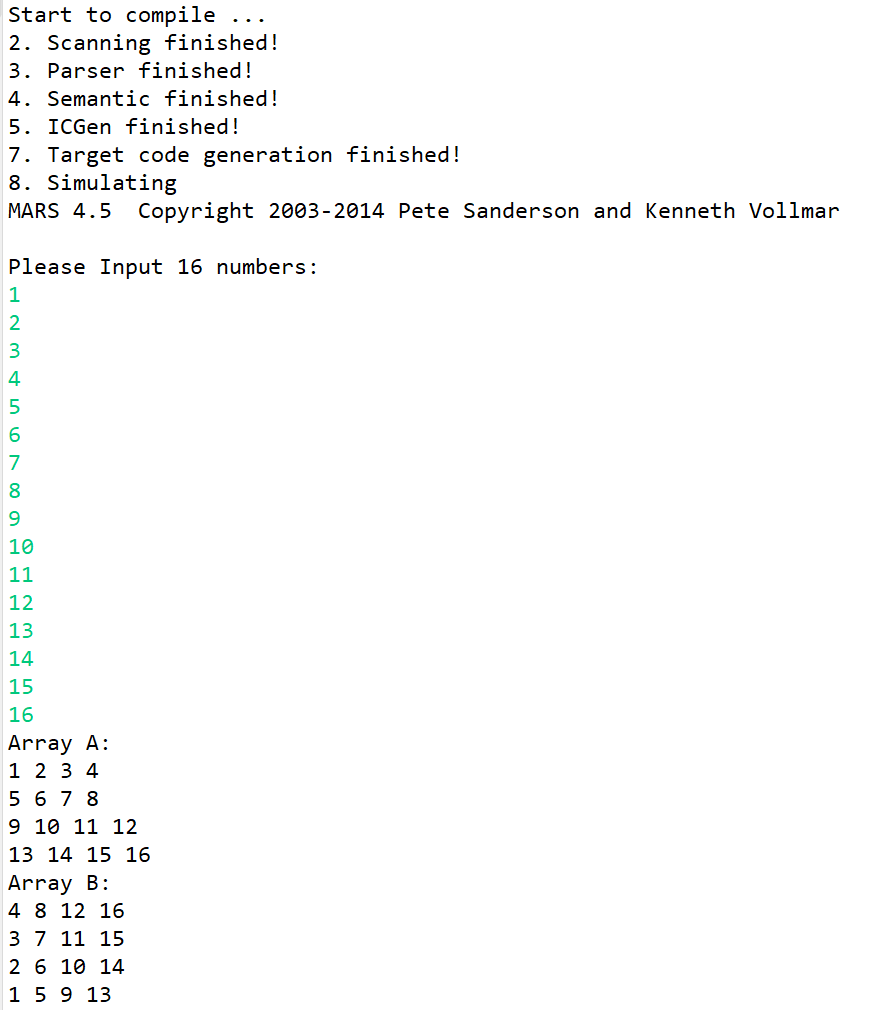 Start to compile ...
2. Scanning finished!
3. Parser finished!
4. Semantic finished!
5. ICGen finished!
7. Target code generation finished!
8. Simulating
MARS 4.5  Copyright 2003-2014 Pete Sanderson and Kenneth Vollmar
Please Input 16 numbers:
1
2
3
4
5
6
7
8
9
10
11
12
13
14
15
16
Array A:
1 2 3 4
5 6 7 8
9 10 11 12
13 14 15 16
Array B:
4 8 12 16
3 7 11 15
2 6 10 14
1 5 9 13